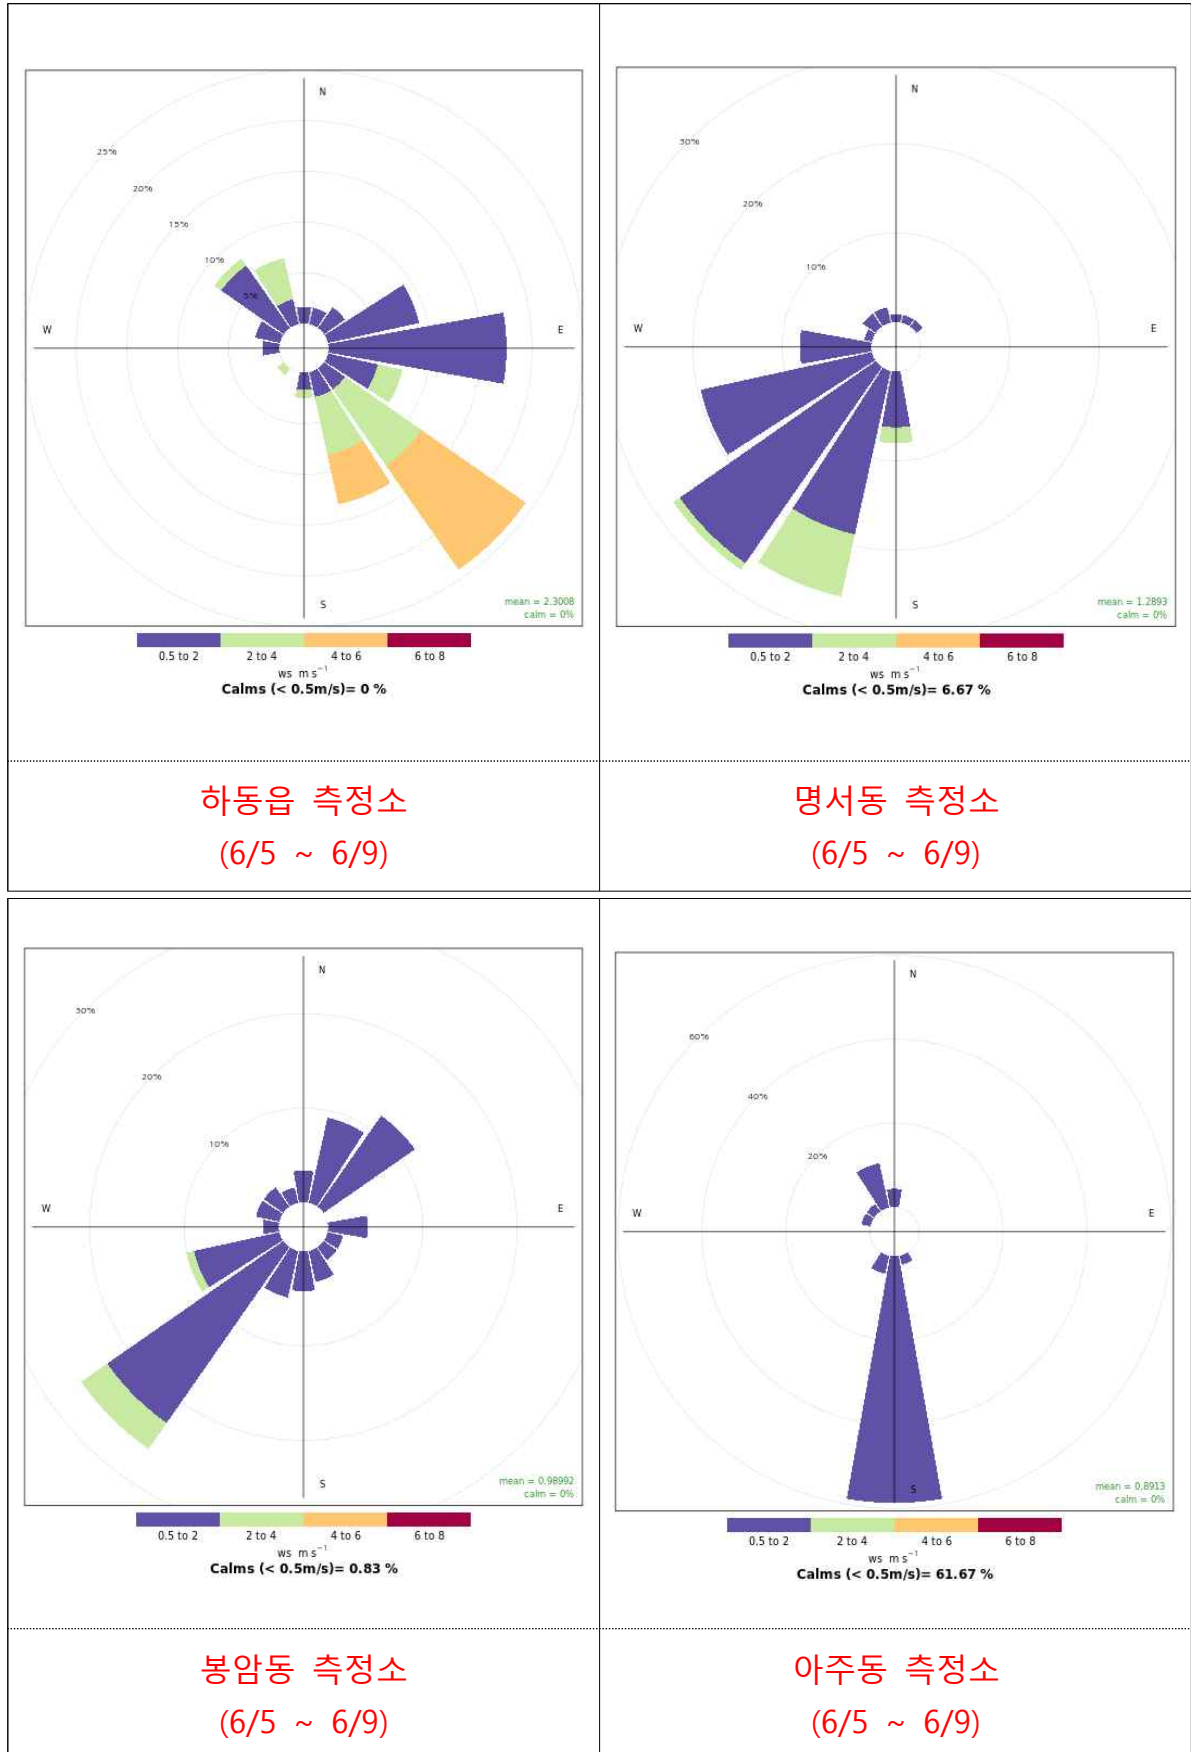 N
25%
20%
15%
10%
5%
W
E
S
mean = 2.3008
calm = 0%
0.5 to 2 2 to 4 4 to 6 6 to 8
ws m s⁻¹
Calms (< 0.5m/s)= 0 %
하동읍 측정소
(6/5 ~ 6/9)
N
30%
20%
10%
W
E
S
mean = 1.2893
calm = 0%
0.5 to 2 2 to 4 4 to 6 6 to 8
ws m s⁻¹
Calms (< 0.5m/s)= 6.67 %
명서동 측정소
(6/5 ~ 6/9)
N
30%
20%
10%
W
E
S
mean = 0.98992
calm = 0%
0.5 to 2 2 to 4 4 to 6 6 to 8
ws m s⁻¹
Calms (< 0.5m/s)= 0.83 %
봉암동 측정소
(6/5 ~ 6/9)
N
60%
40%
20%
W
E
S
mean = 0.8913
calm = 0%
0.5 to 2 2 to 4 4 to 6 6 to 8
ws m s⁻¹
Calms (< 0.5m/s)= 61.67 %
아주동 측정소
(6/5 ~ 6/9)